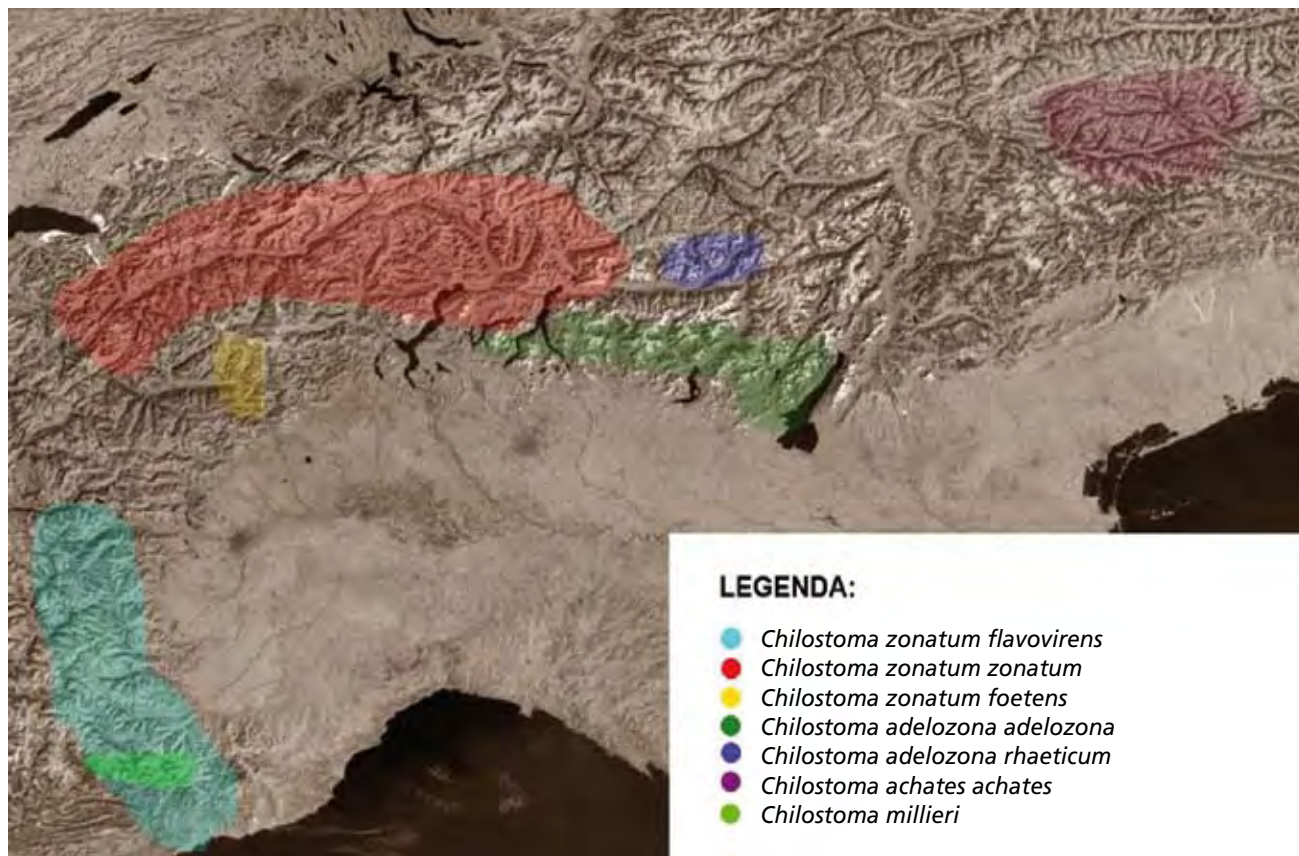 LEGENDA:
Chilostoma zonatum flavovirens
Chilostoma zonatum zonatum
Chilostoma zonatum foetens
Chilostoma adelozona adelozona
Chilostoma adelozona rhaeticum
Chilostoma achates achates
Chilostoma millieri